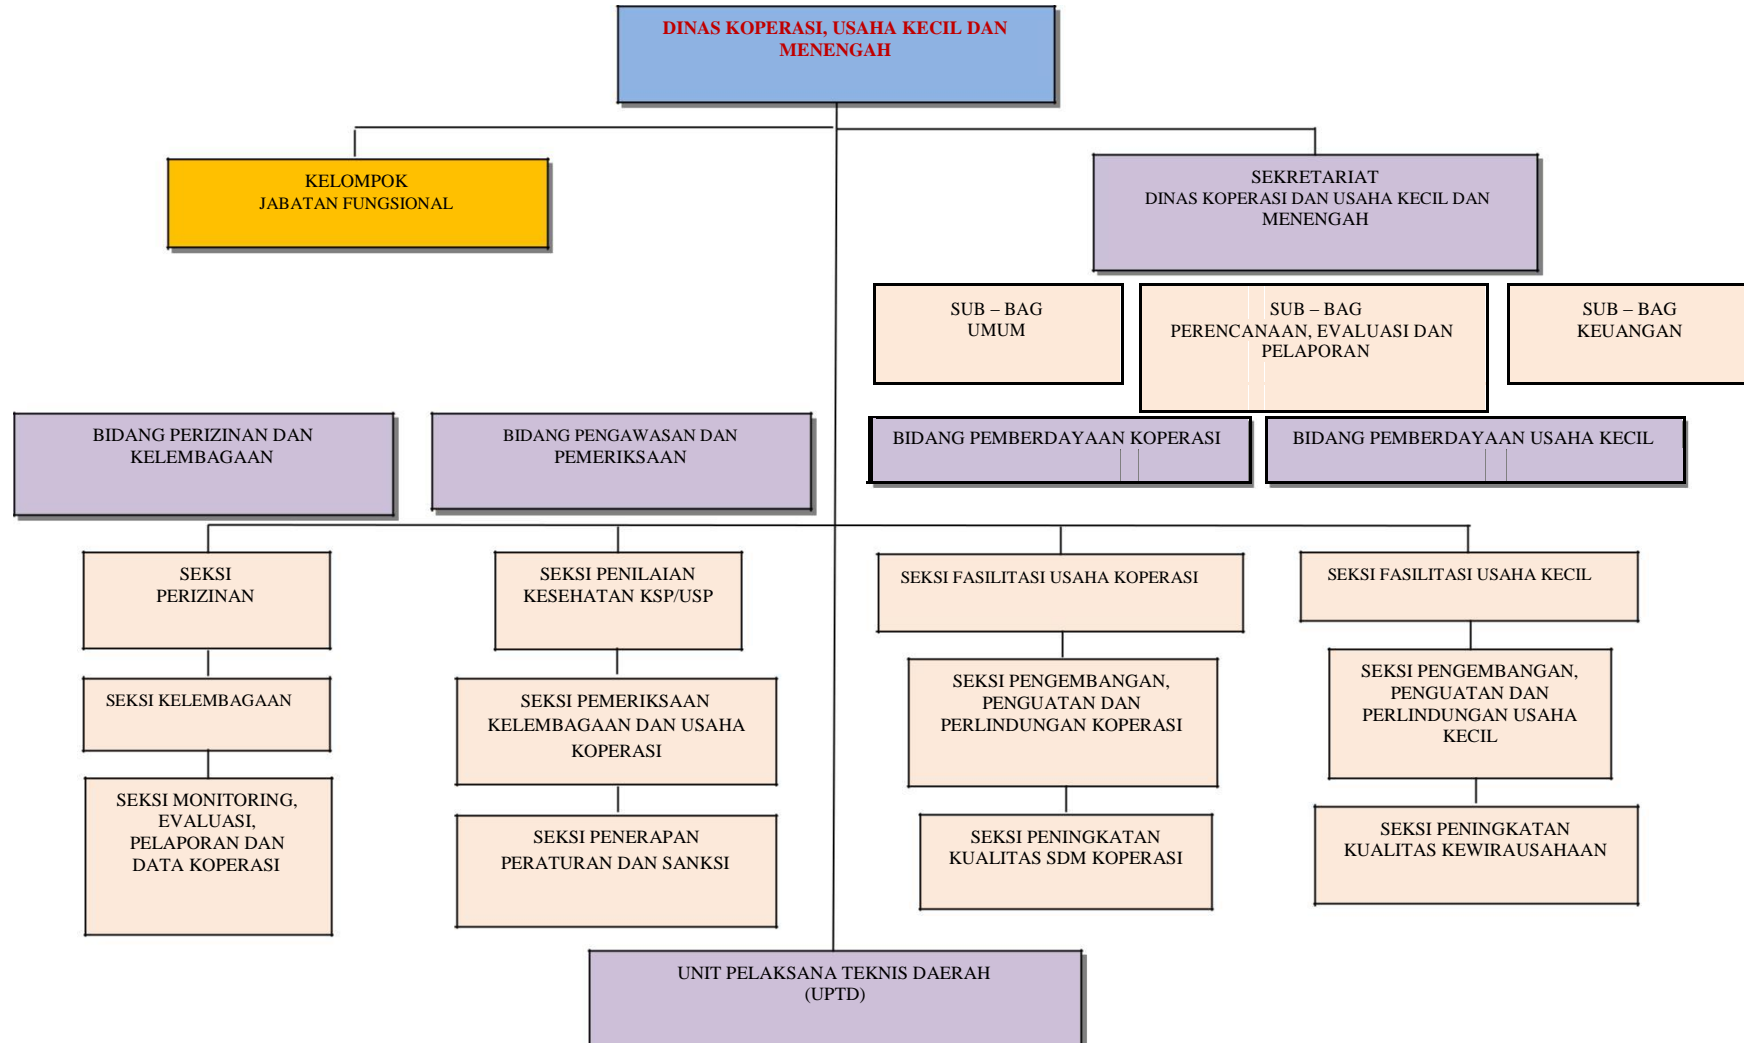 DINAS KOPERASI, USAHA KECIL DAN
MENENGAH
KELOMPOK
JABATAN FUNGSIONAL
SEKRETARIAT
DINAS KOPERASI DAN USAHA KECIL DAN
MENENGAH
SUB – BAG
UMUM
SUB – BAG
PERENCANAAN, EVALUASI DAN
PELAPORAN
SUB – BAG
KEUANGAN
BIDANG PERIZINAN DAN
KELEMBAGAAN
BIDANG PENGAWASAN DAN
PEMERIKSAAN
BIDANG PEMBERDAYAAN KOPERASI
BIDANG PEMBERDAYAAN USAHA KECIL
SEKSI
PERIZINAN
SEKSI PENILAIAN
KESEHATAN KSP/USP
SEKSI FASILITASI USAHA KOPERASI
SEKSI FASILITASI USAHA KECIL
SEKSI KELEMBAGAAN
SEKSI PEMERIKSAAN
KELEMBAGAAN DAN USAHA
KOPERASI
SEKSI PENGEMBANGAN,
PENGUATAN DAN
PERLINDUNGAN KOPERASI
SEKSI PENGEMBANGAN,
PENGUATAN DAN
PERLINDUNGAN USAHA
KECIL
SEKSI MONITORING,
EVALUASI,
PELAPORAN DAN
DATA KOPERASI
SEKSI PENERAPAN
PERATURAN DAN SANKSI
SEKSI PENINGKATAN
KUALITAS SDM KOPERASI
SEKSI PENINGKATAN
KUALITAS KEWIRAUSAHAAN
UNIT PELAKSANA TEKNIS DAERAH
(UPTD)